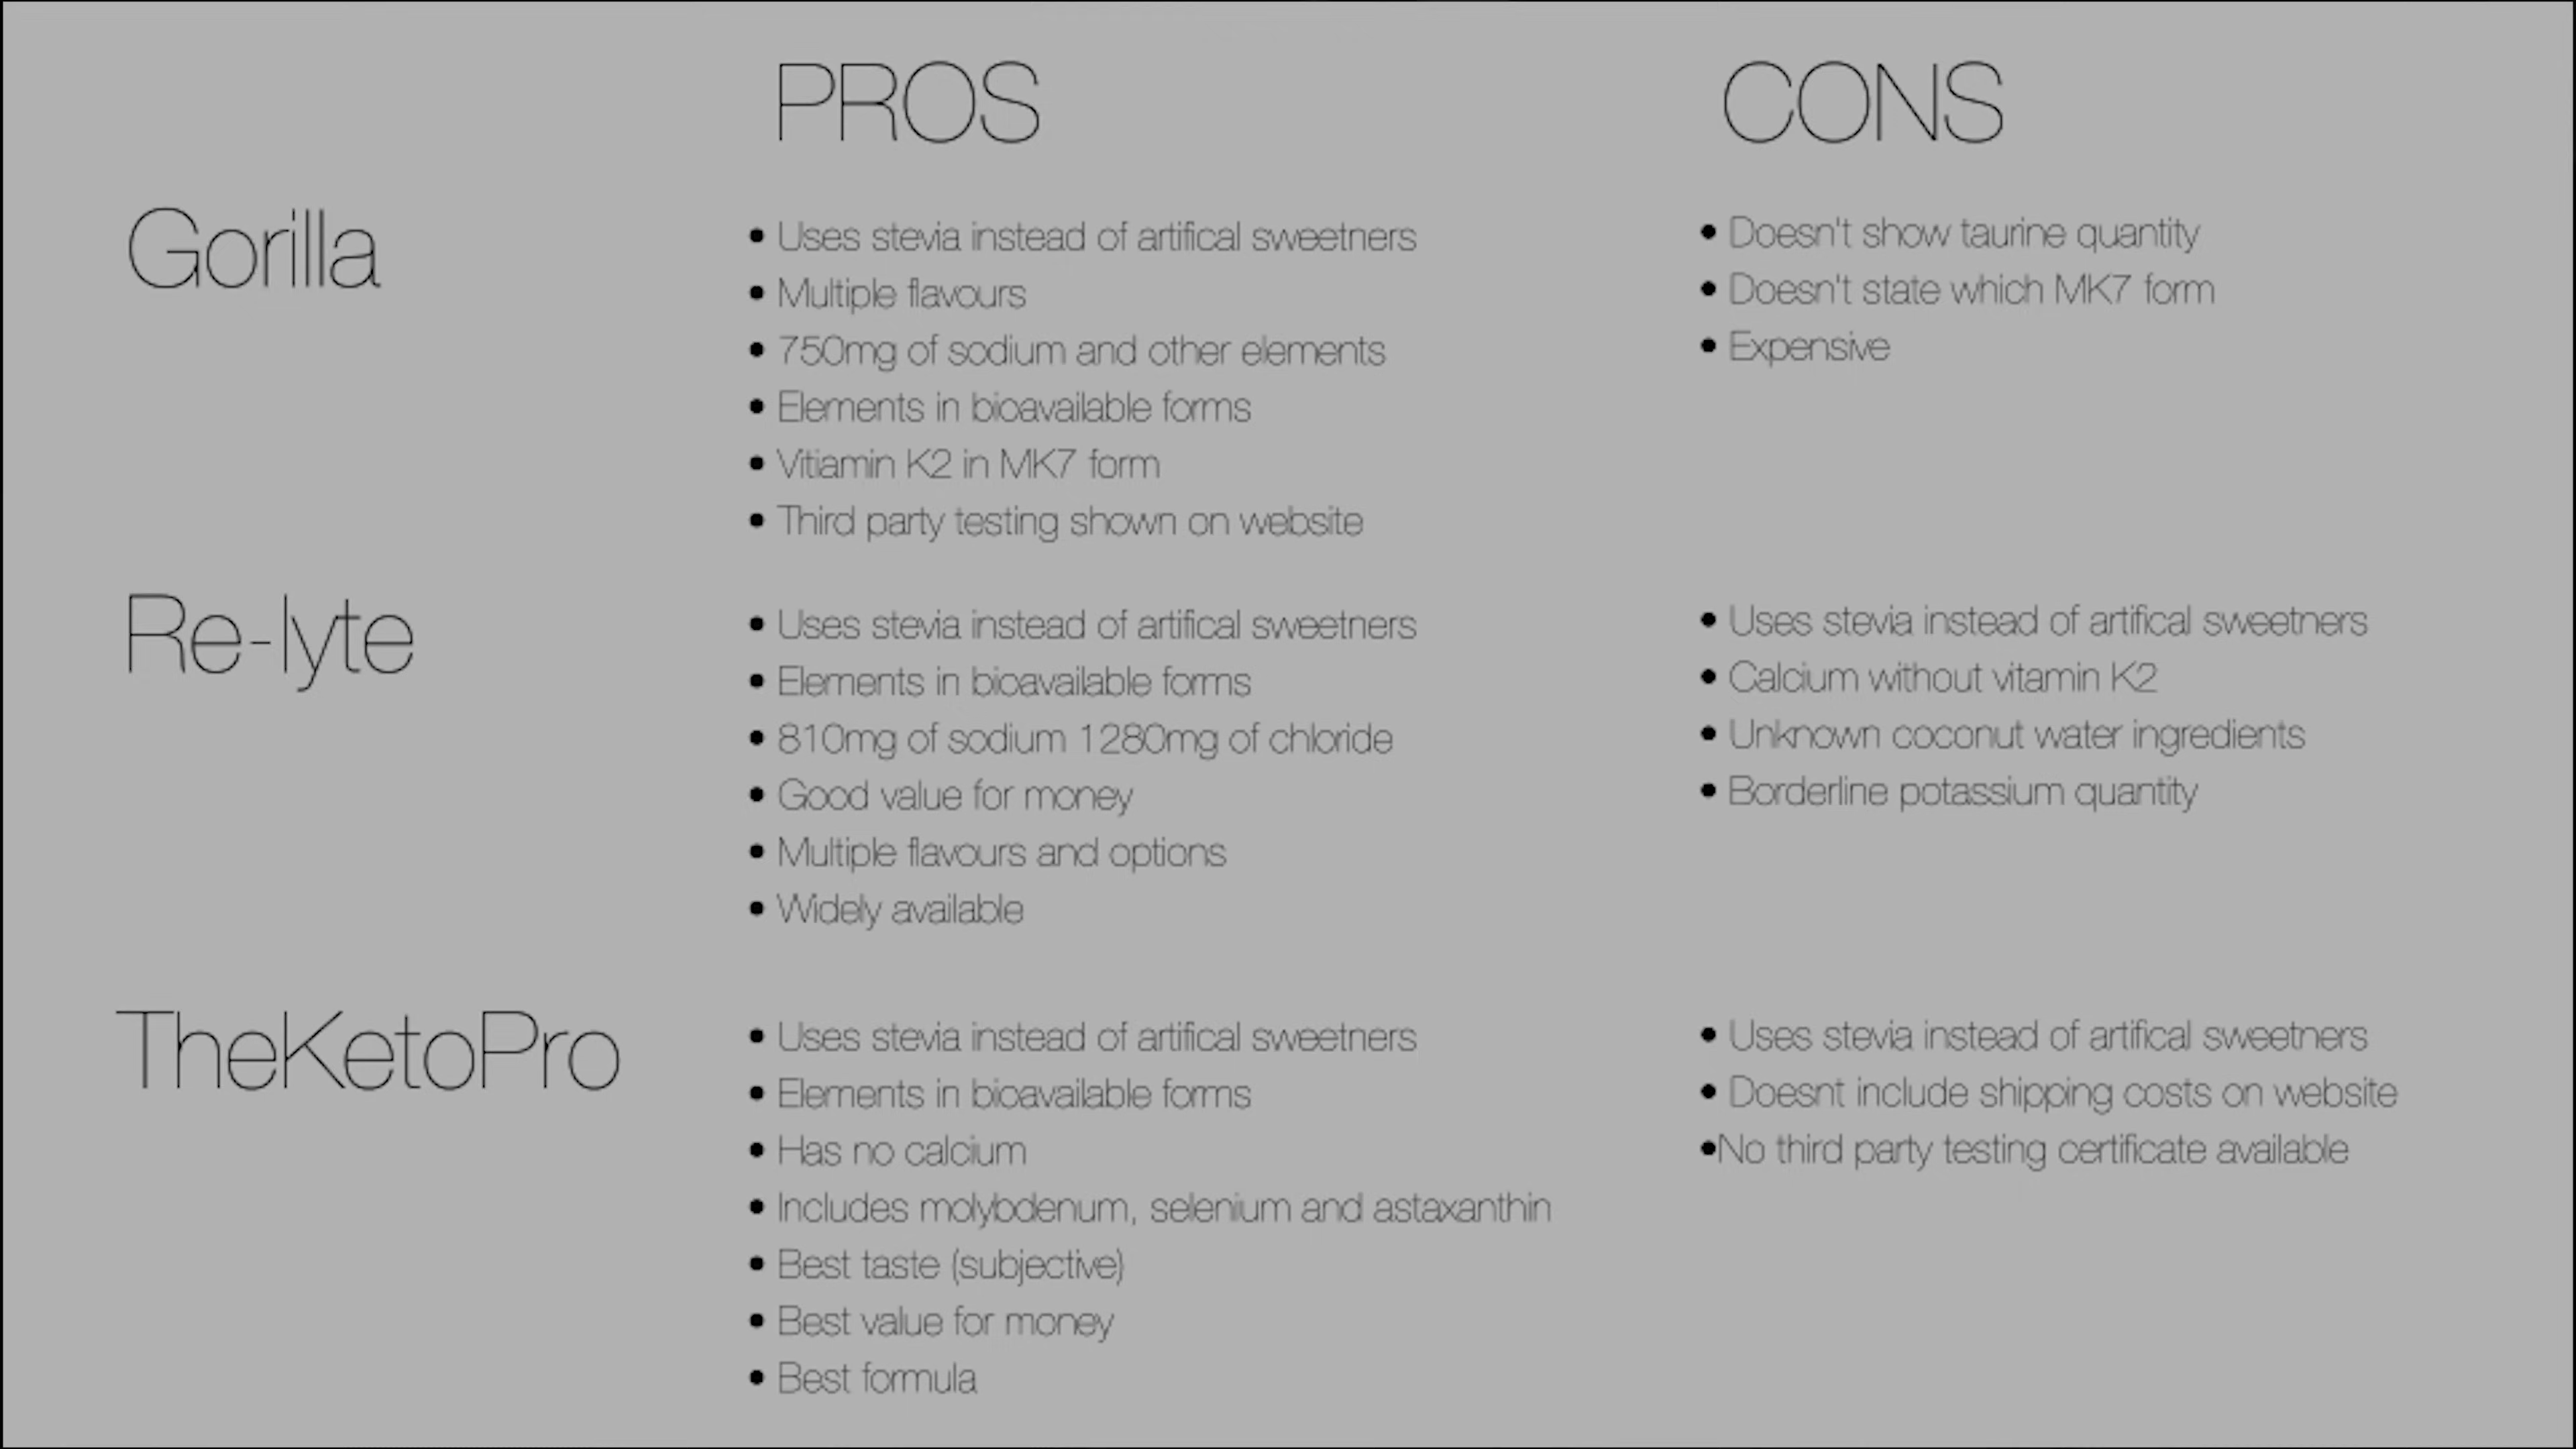 PROS
CONS
Gorilla
• Uses stevia instead of artifical sweetners
• Multiple flavours
• 750mg of sodium and other elements
• Elements in bioavailable forms
• Vitiamin K2 in MK7 form
• Third party testing shown on website
• Doesn't show taurine quantity
• Doesn't state which MK7 form
• Expensive
Re-lyte
• Uses stevia instead of artifical sweetners
• Elements in bioavailable forms
• 810mg of sodium 1280mg of chloride
• Good value for money
• Multiple flavours and options
• Widely available
• Uses stevia instead of artifical sweetners
• Calcium without vitamin K2
• Unknown coconut water ingredients
• Borderline potassium quantity
TheKetoPro
• Uses stevia instead of artifical sweetners
• Elements in bioavailable forms
• Has no calcium
• Includes molybdenum, selenium and astaxanthin
• Best taste (subjective)
• Best value for money
• Best formula
• Uses stevia instead of artifical sweetners
• Doesnt include shipping costs on website
•No third party testing certificate available